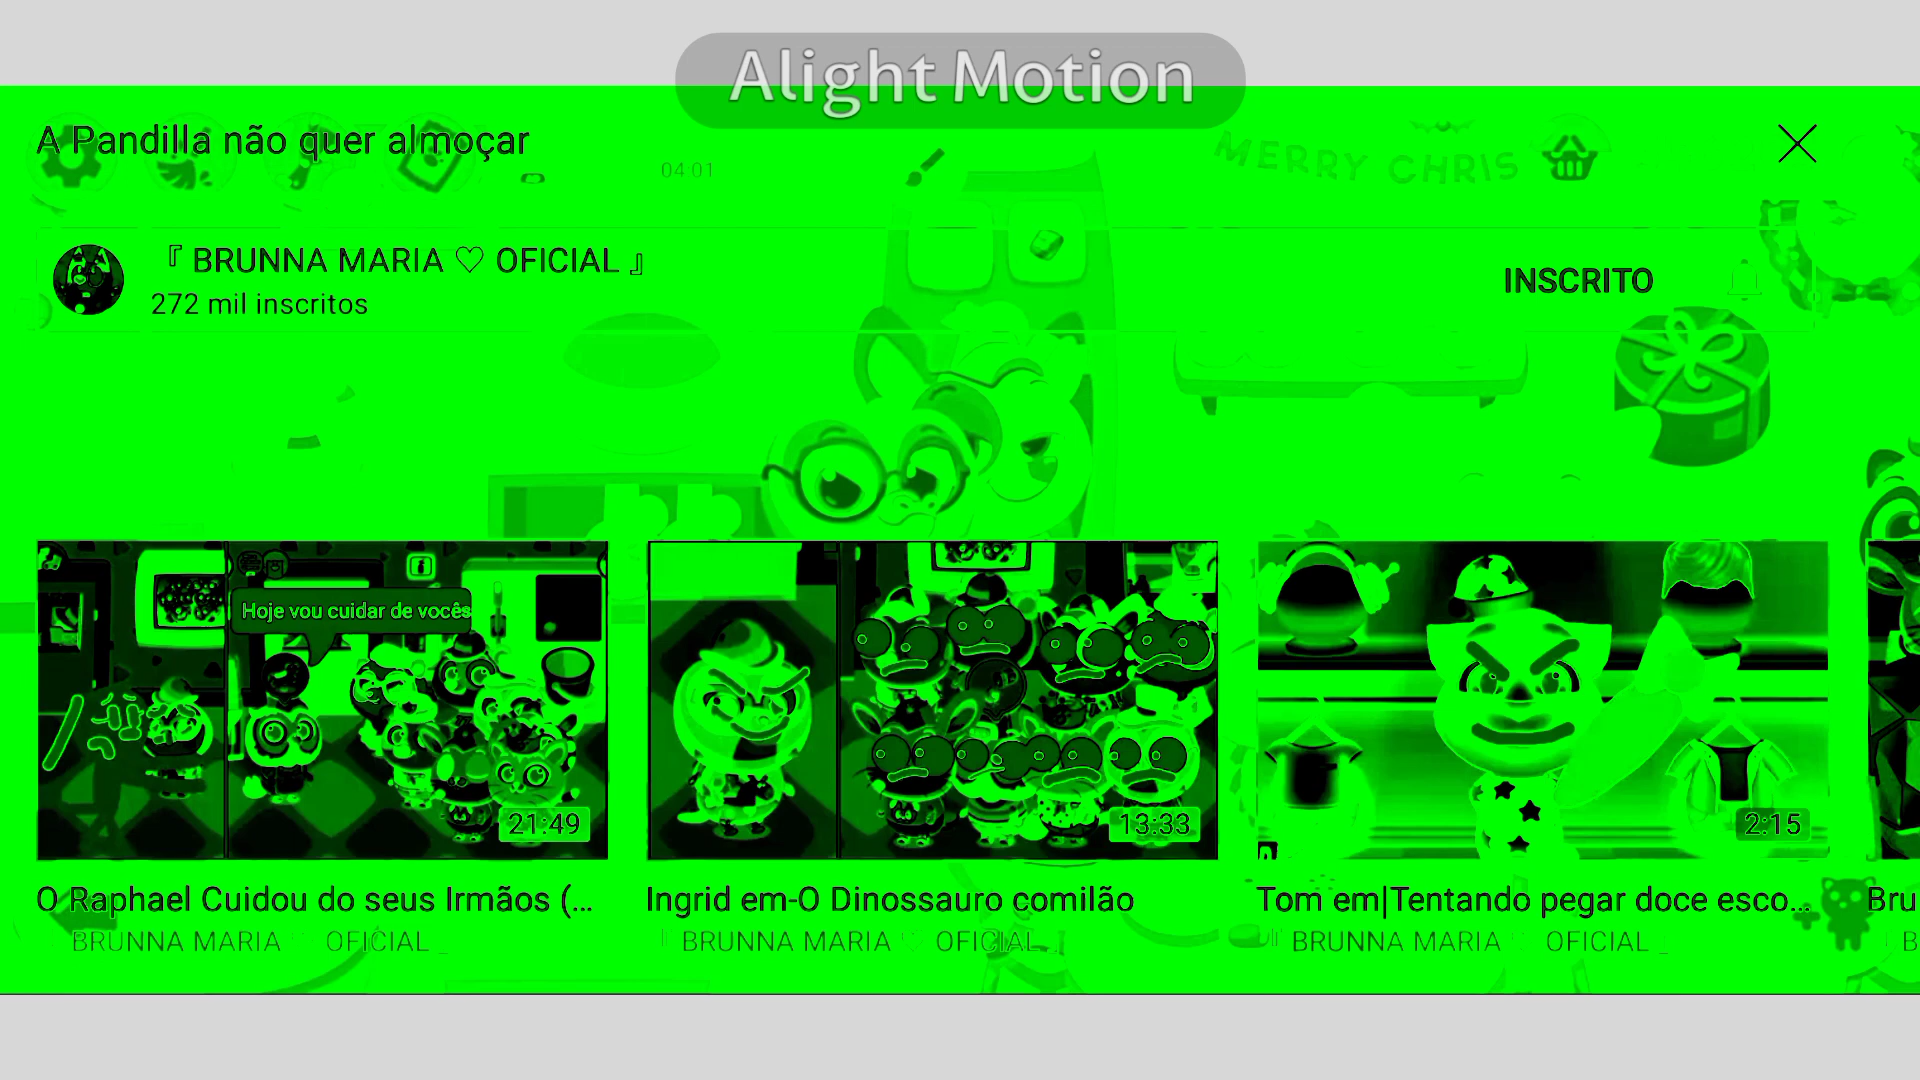 Alight Motion
A Pandilla não quer almoçar
04:01
MERRY CHRIS
『 BRUNNA MARIA ♡ OFICIAL 』
272 mil inscritos
INSCRITO
Hoje vou cuidar de vocês
21:49
13:33
2:15
O Raphael Cuidou do seus Irmãos (...
Ingrid em-O Dinossauro comilão
Tom em|Tentando pegar doce esco...
Bru
BRUNNA MARIA ♡ OFICIAL
BRUNNA MARIA ♡ OFICIAL
BRUNNA MARIA ♡ OFICIAL
B